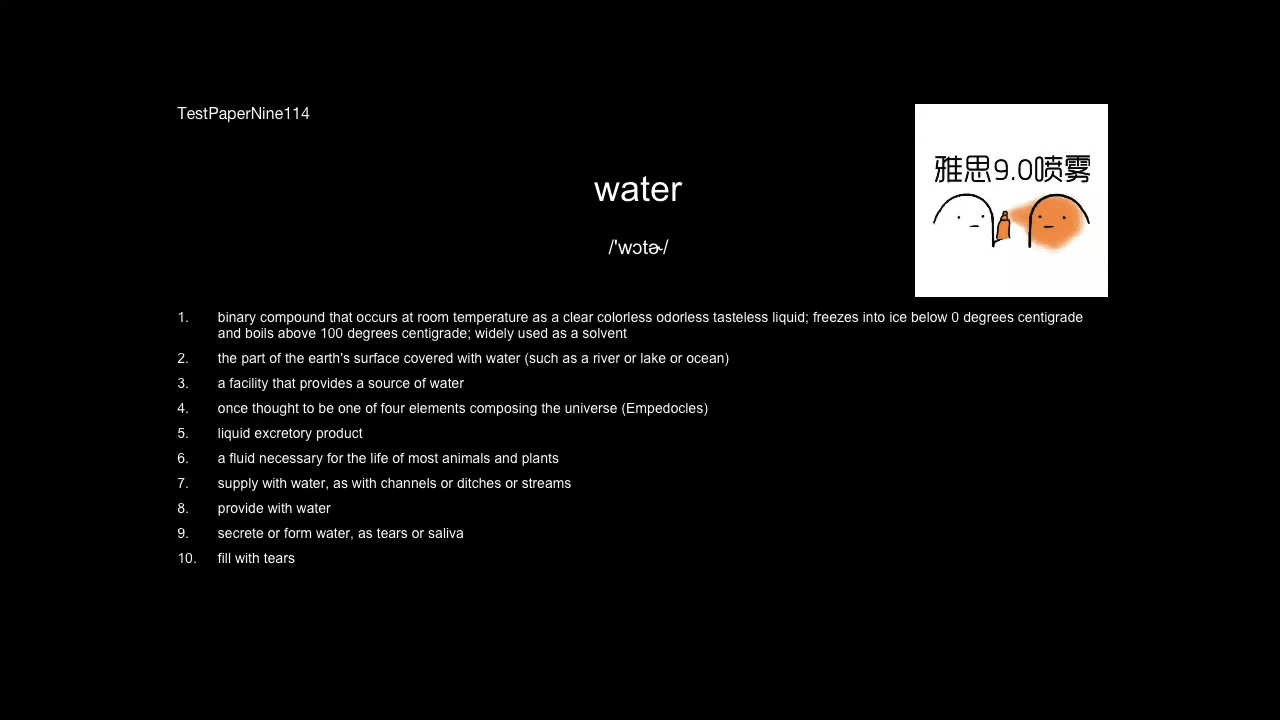 TestPaperNine114
雅思9.0喷雾
water
/'wɔtɚ/
1. binary compound that occurs at room temperature as a clear colorless odorless tasteless liquid; freezes into ice below 0 degrees centigrade
and boils above 100 degrees centigrade; widely used as a solvent
2. the part of the earth's surface covered with water (such as a river or lake or ocean)
3. a facility that provides a source of water
4. once thought to be one of four elements composing the universe (Empedocles)
5. liquid excretory product
6. a fluid necessary for the life of most animals and plants
7. supply with water, as with channels or ditches or streams
8. provide with water
9. secrete or form water, as tears or saliva
10. fill with tears